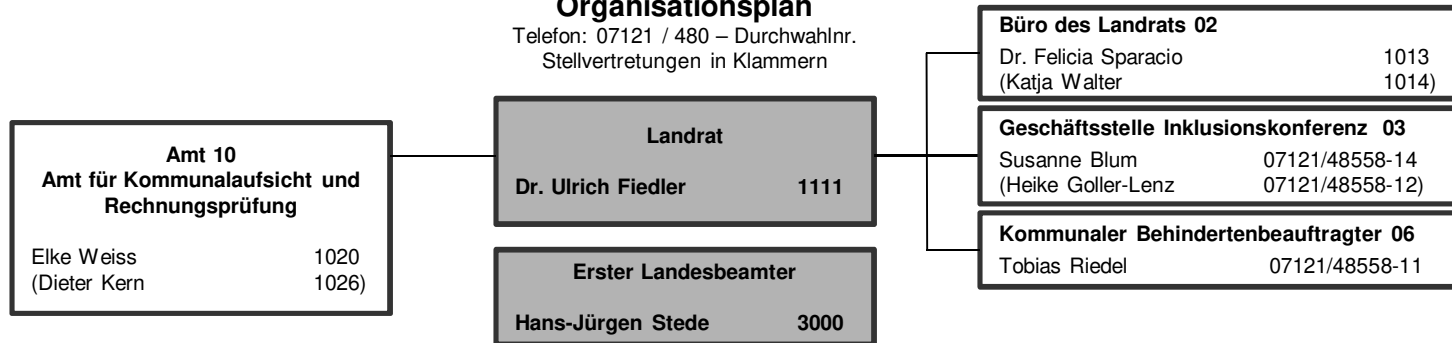 Organisationsplan
Telefon: 07121 / 480 – Durchwahlnr.
Stellvertretungen in Klammern
Amt 10
Amt für Kommunalaufsicht und
Rechnungsprüfung
Elke Weiss 1020
(Dieter Kern 1026)
Landrat
Dr. Ulrich Fiedler 1111
Erster Landesbeamter
Hans-Jürgen Stede 3000
Büro des Landrats 02
Dr. Felicia Sparacio 1013
(Katja Walter 1014)
Geschäftsstelle Inklusionskonferenz 03
Susanne Blum 07121/48558-14
(Heike Goller-Lenz 07121/48558-12)
Kommunaler Behindertenbeauftragter 06
Tobias Riedel 07121/48558-11